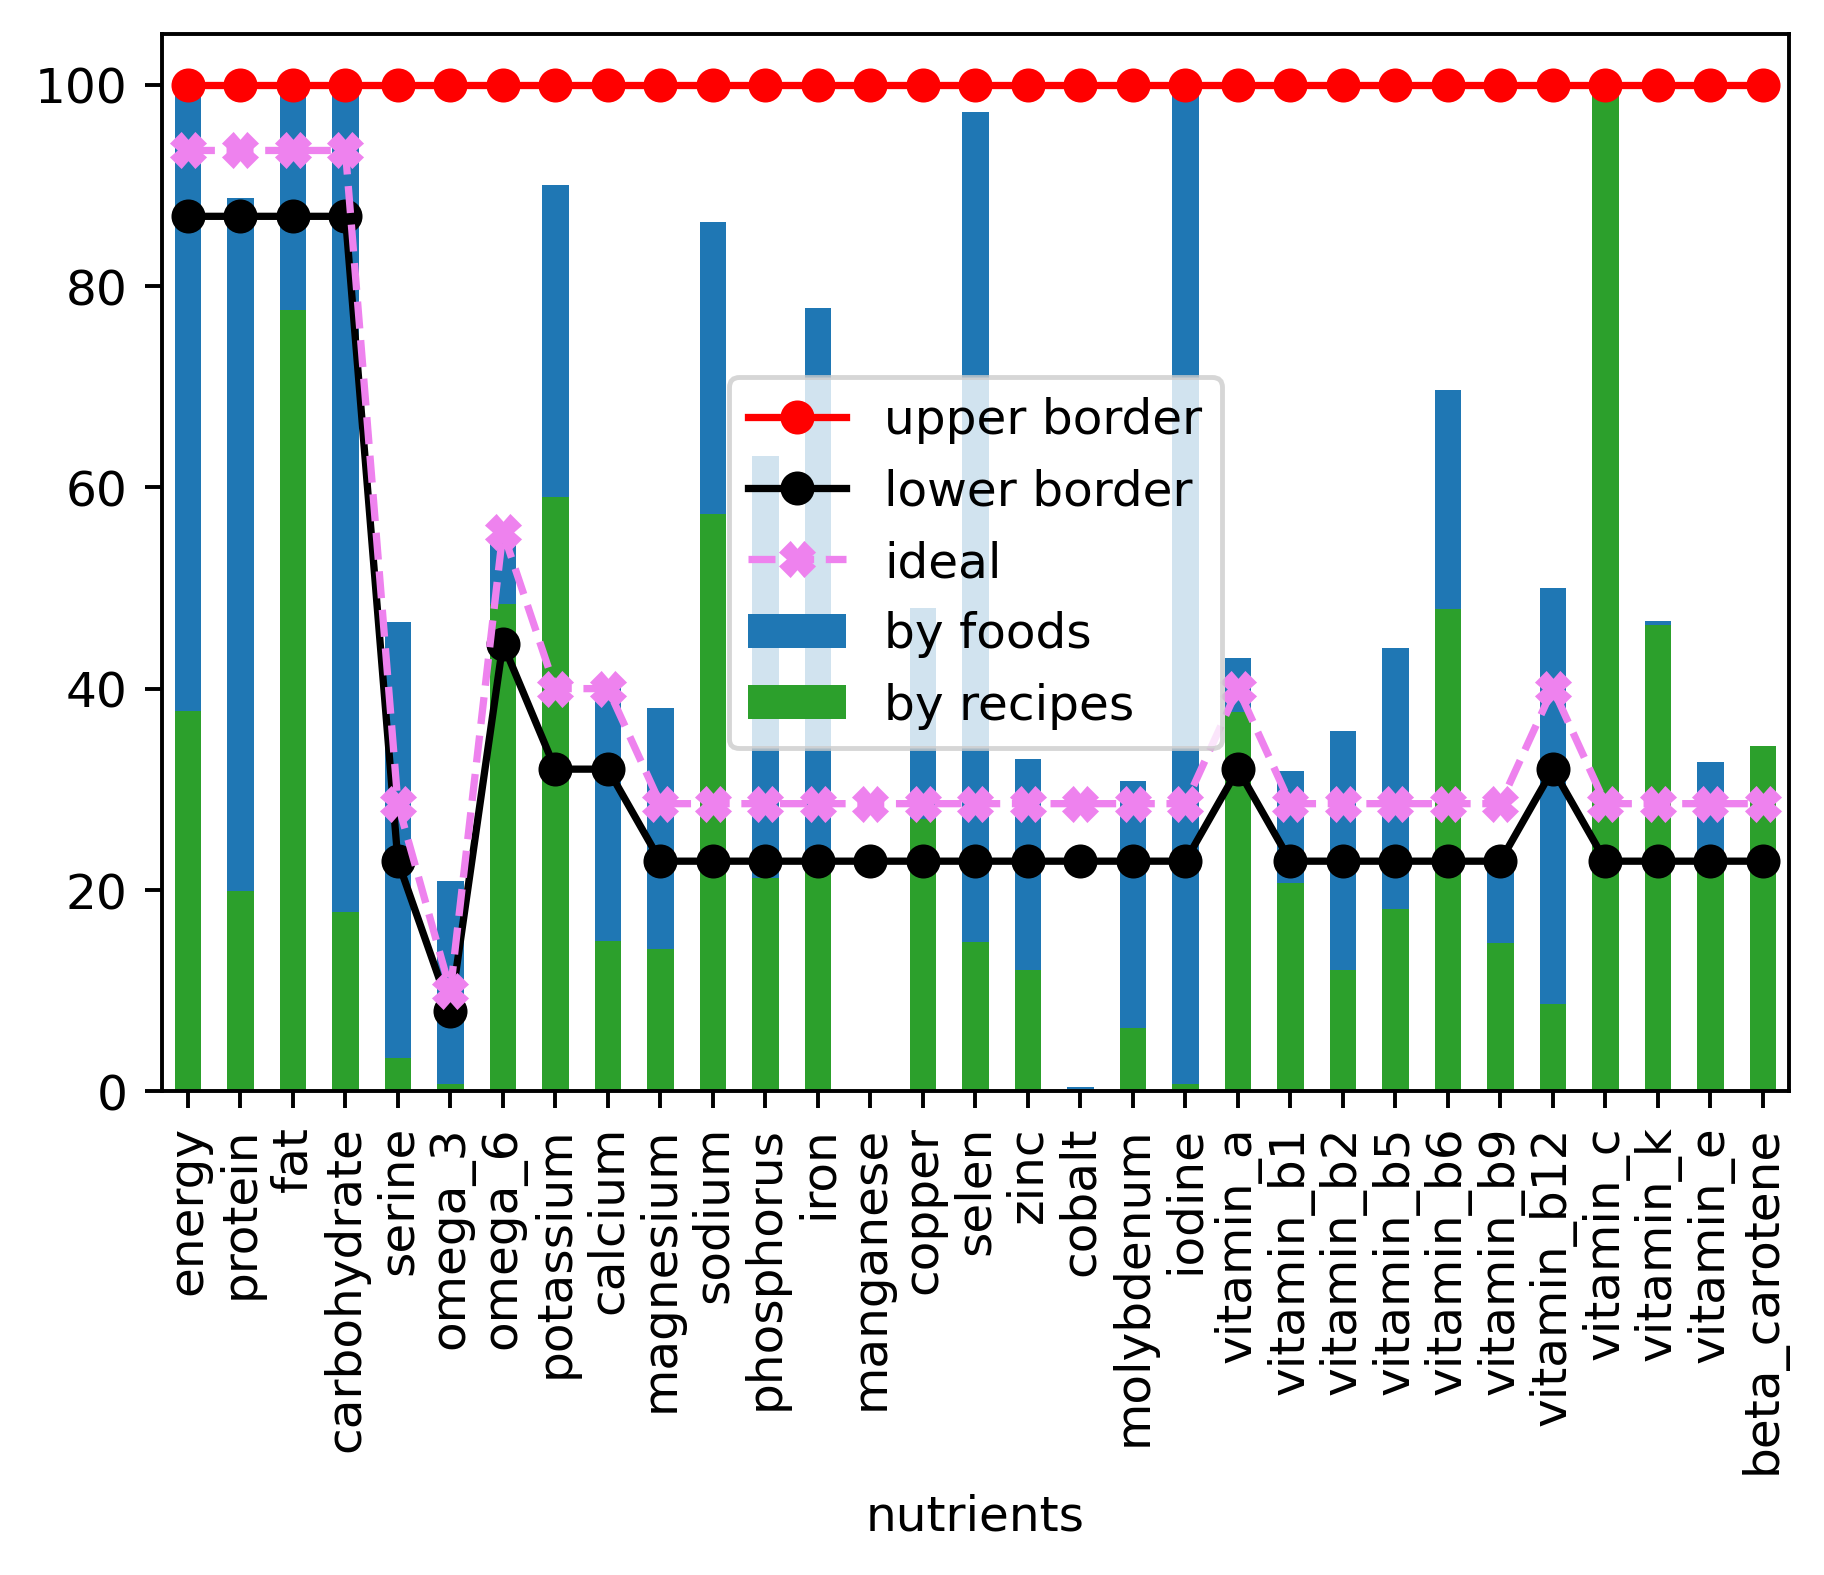 100
80
60
40
20
0
upper border
lower border
ideal
by foods
by recipes
energy
protein
fat
carbohydrate
serine
omega_3
omega_6
potassium
calcium
magnesium
sodium
phosphorus
iron
manganese
copper
selen
zinc
cobalt
molybdenum
iodine
vitamin_a
vitamin_b1
vitamin_b2
vitamin_b5
vitamin_b6
vitamin_b9
vitamin_b12
vitamin_c
vitamin_k
vitamin_e
beta_carotene
nutrients